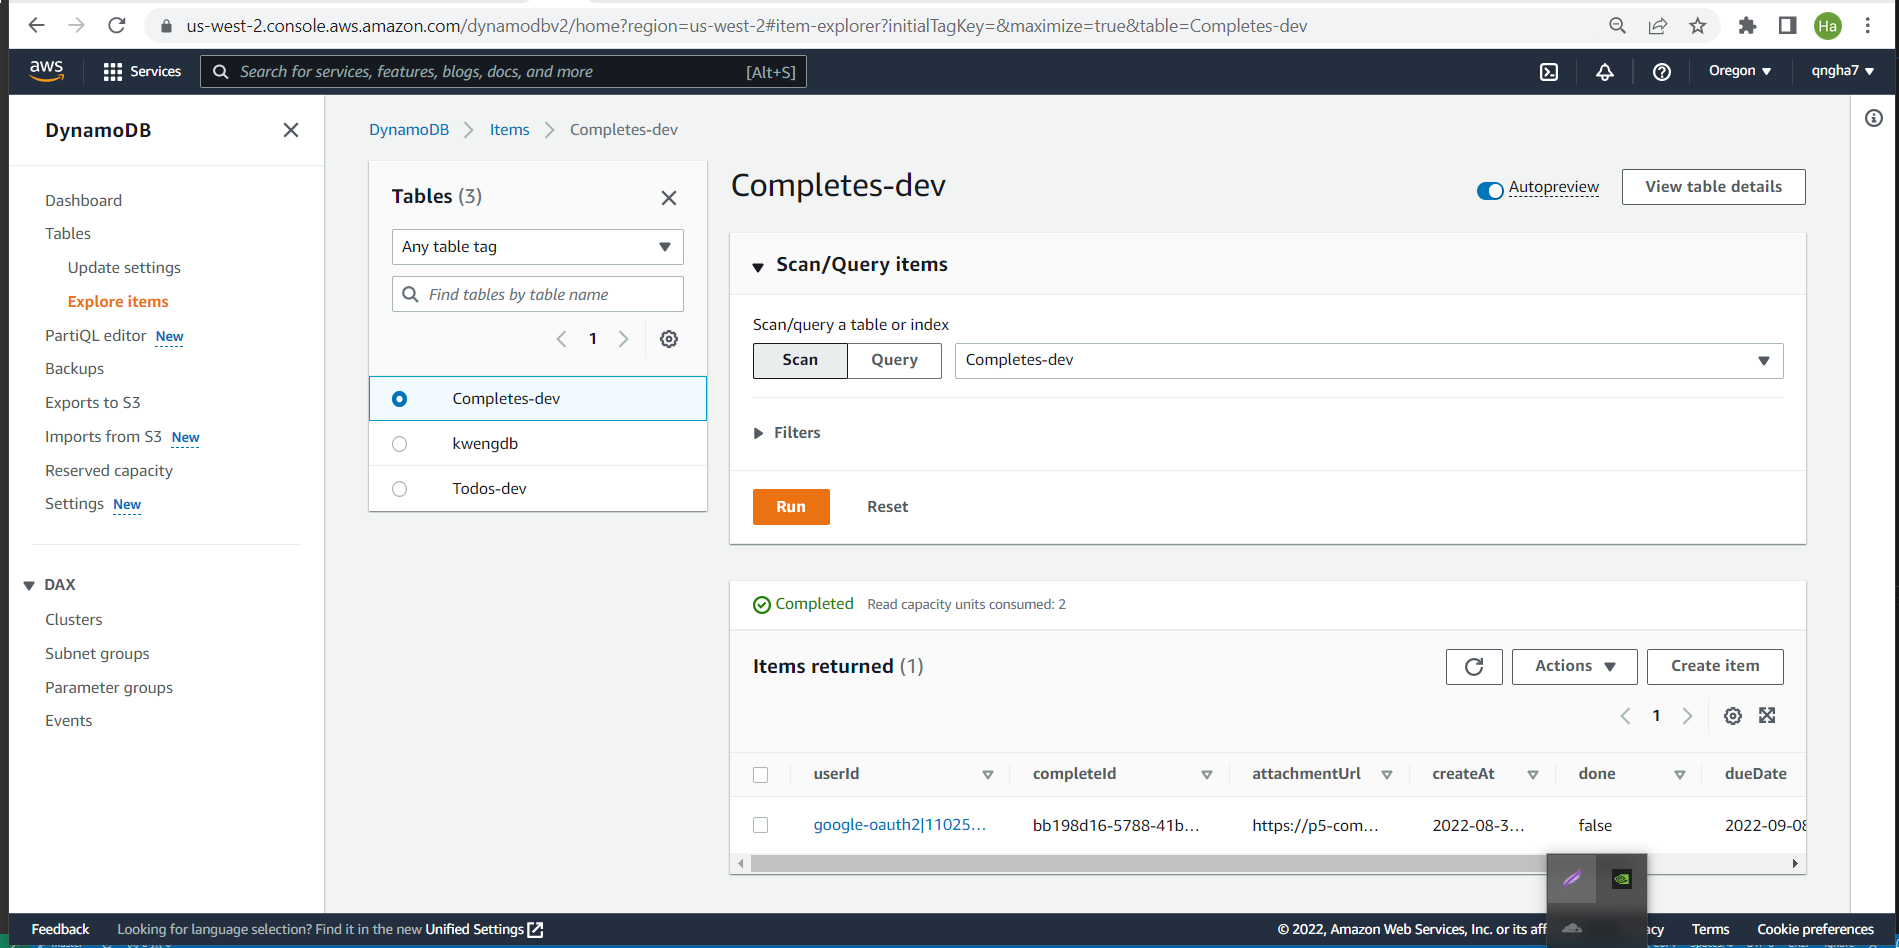 us-west-2.console.aws.amazon.com/dynamodbv2/home?region=us-west-2#item-explorer?initialTagKey=&maximize=true&table=Completes-dev
Ha
aws
Services
Search for services, features, blogs, docs, and more
[Alt+S]
Oregon
qngha7
DynamoDB
Dashboard
Tables
Update settings
Explore items
PartiQL editor New
Backups
Exports to S3
Imports from S3 New
Reserved capacity
Settings New
DAX
Clusters
Subnet groups
Parameter groups
Events
DynamoDB
Items
Completes-dev
Tables (3)
Any table tag
Find tables by table name
1
Completes-dev
kwengdb
Todos-dev
Completes-dev
Autopreview
View table details
Scan/Query items
Scan/query a table or index
Scan
Query
Completes-dev
Filters
Run
Reset
Completed
Read capacity units consumed: 2
Items returned (1)
Actions
Create item
1
userId
completeId
attachmentUrl
createAt
done
dueDate
google-oauth2|11025...
bb198d16-5788-41b...
https://p5-com...
2022-08-3...
false
2022-09-08
Feedback
Looking for language selection? Find it in the new Unified Settings
© 2022, Amazon Web Services, Inc. or its aff
Terms
Cookie preferences